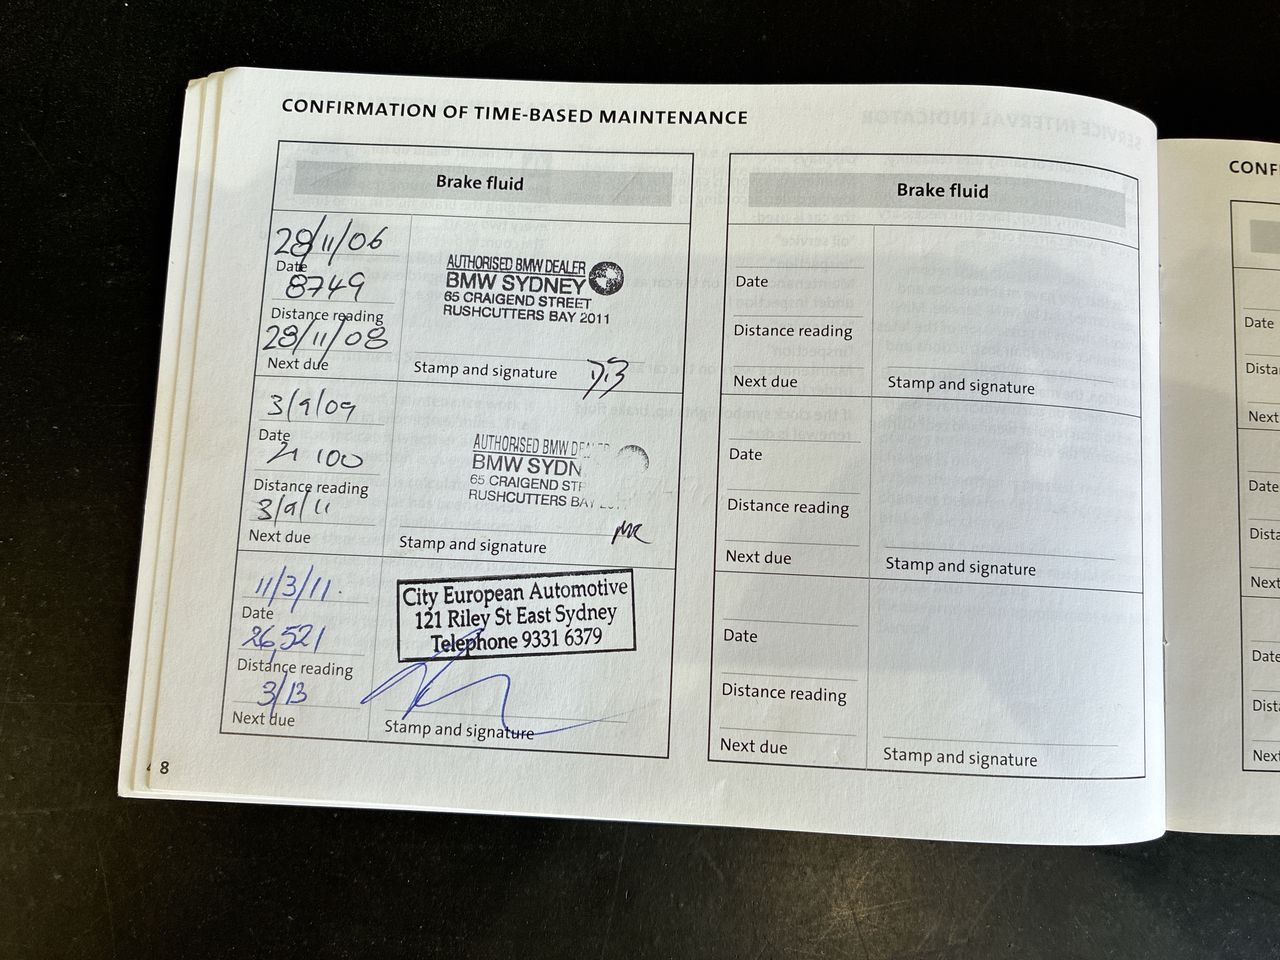 CONFIRMATION OF TIME-BASED MAINTENANCE
Brake fluid
28/11/06
Date
8749
Distance reading
28/11/08
Next due
AUTHORISED BMW DEALER
BMW SYDNEY
65 CRAIGEND STREET
RUSHCUTTERS BAY 2011
Stamp and signature
3/9/09
Date
21 100
Distance reading
3/9/11
Next due
AUTHORISED BMW
BMW SYDN
65 CRAIGEND
RUSHCUTTERS BAY
Stamp and signature
11/3/11.
Date
26,521
Distance reading
3/13
Next due
City European Automotive
121 Riley St East Sydney
Telephone 9331 6379
Stamp and signature
8
Brake fluid
Date
Distance reading
Next due
Stamp and signature
Date
Distance reading
Next due
Stamp and signature
Date
Distance reading
Next due
Stamp and signature
CONFI
Date
Dista
Next
Date
Dista
Next
Date
Dista
Next